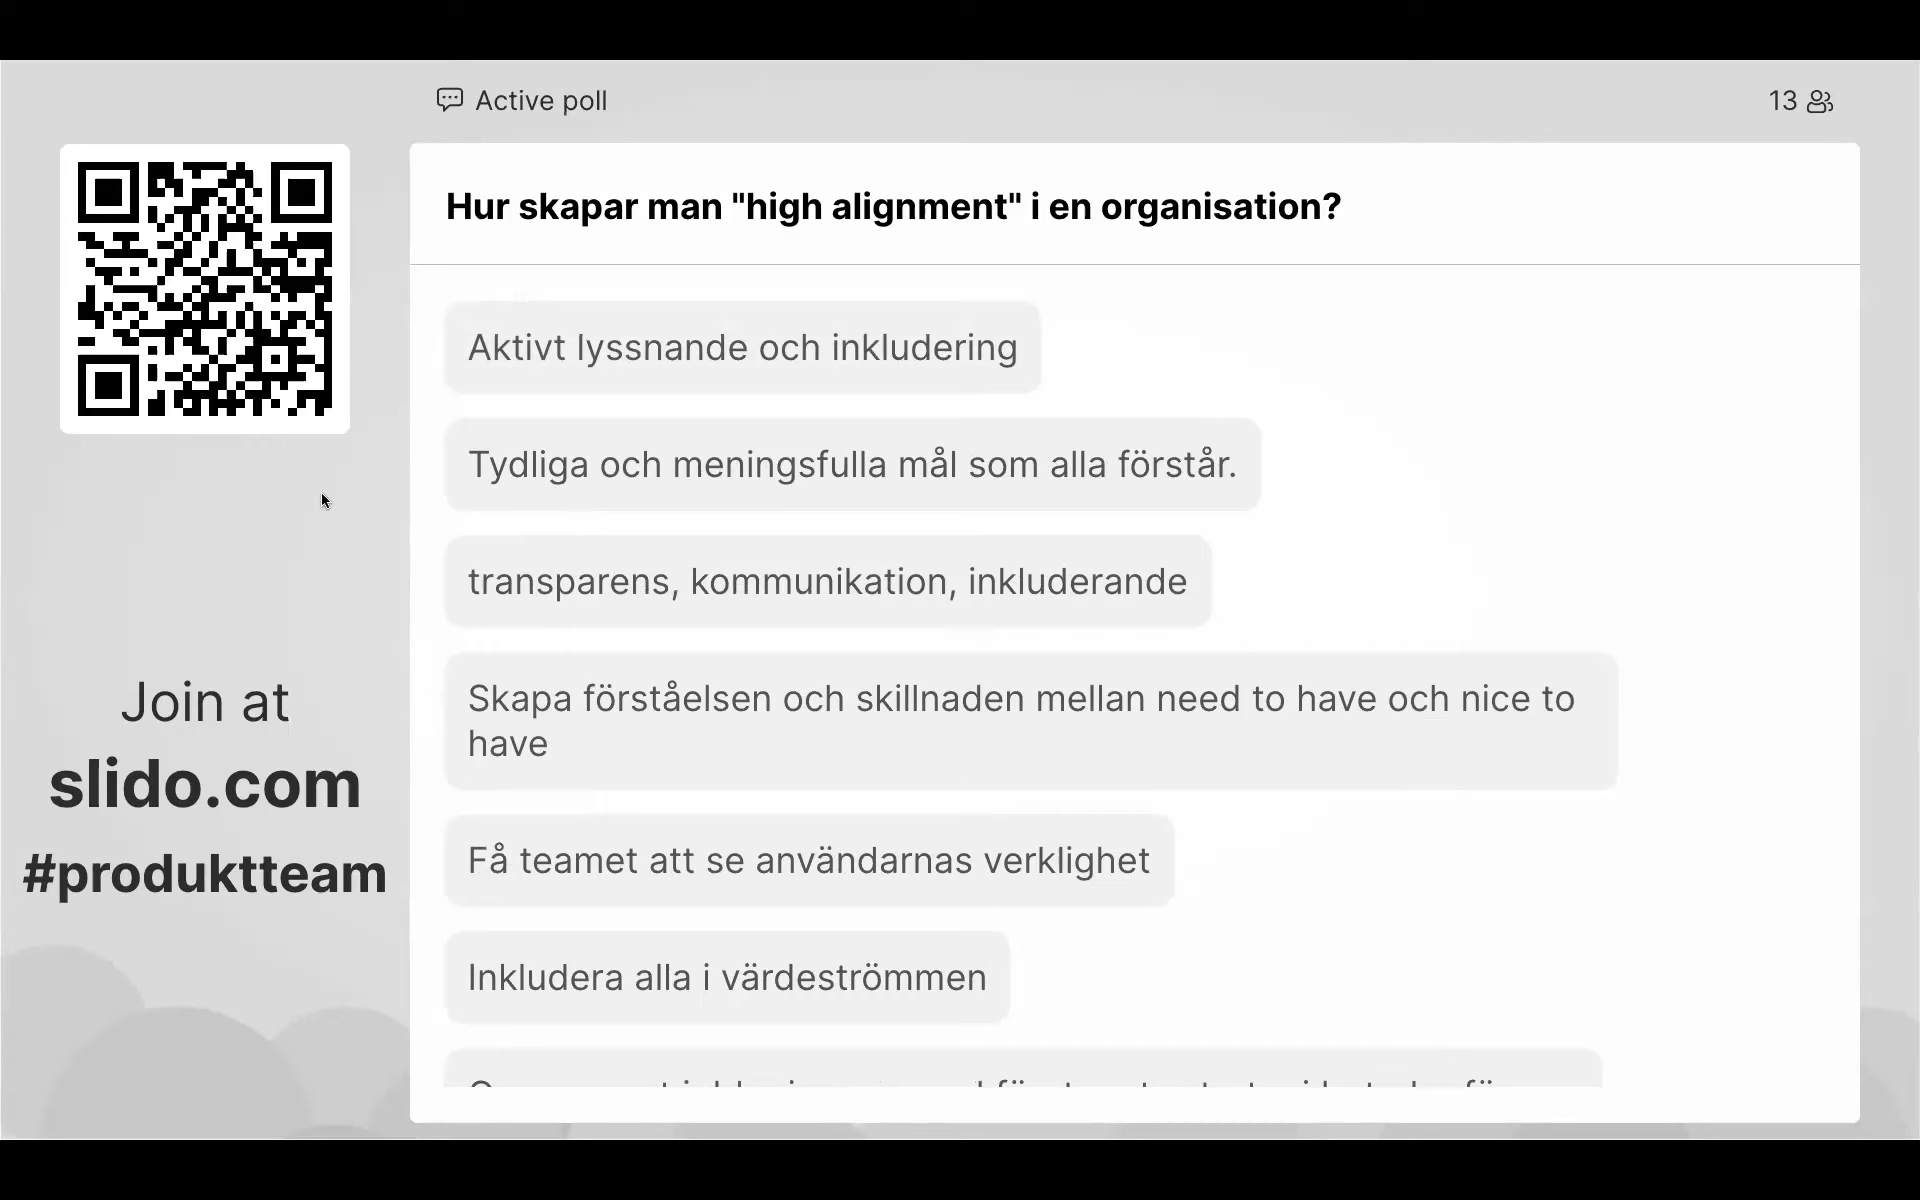 Active poll
13
Hur skapar man "high alignment" i en organisation?
Aktivt lyssnande och inkludering
Tydliga och meningsfulla mål som alla förstår.
transparens, kommunikation, inkluderande
Skapa förståelsen och skillnaden mellan need to have och nice to
have
Få teamet att se användarnas verklighet
Inkludera alla i värdeströmmen
Join at
slido.com
#produktteam